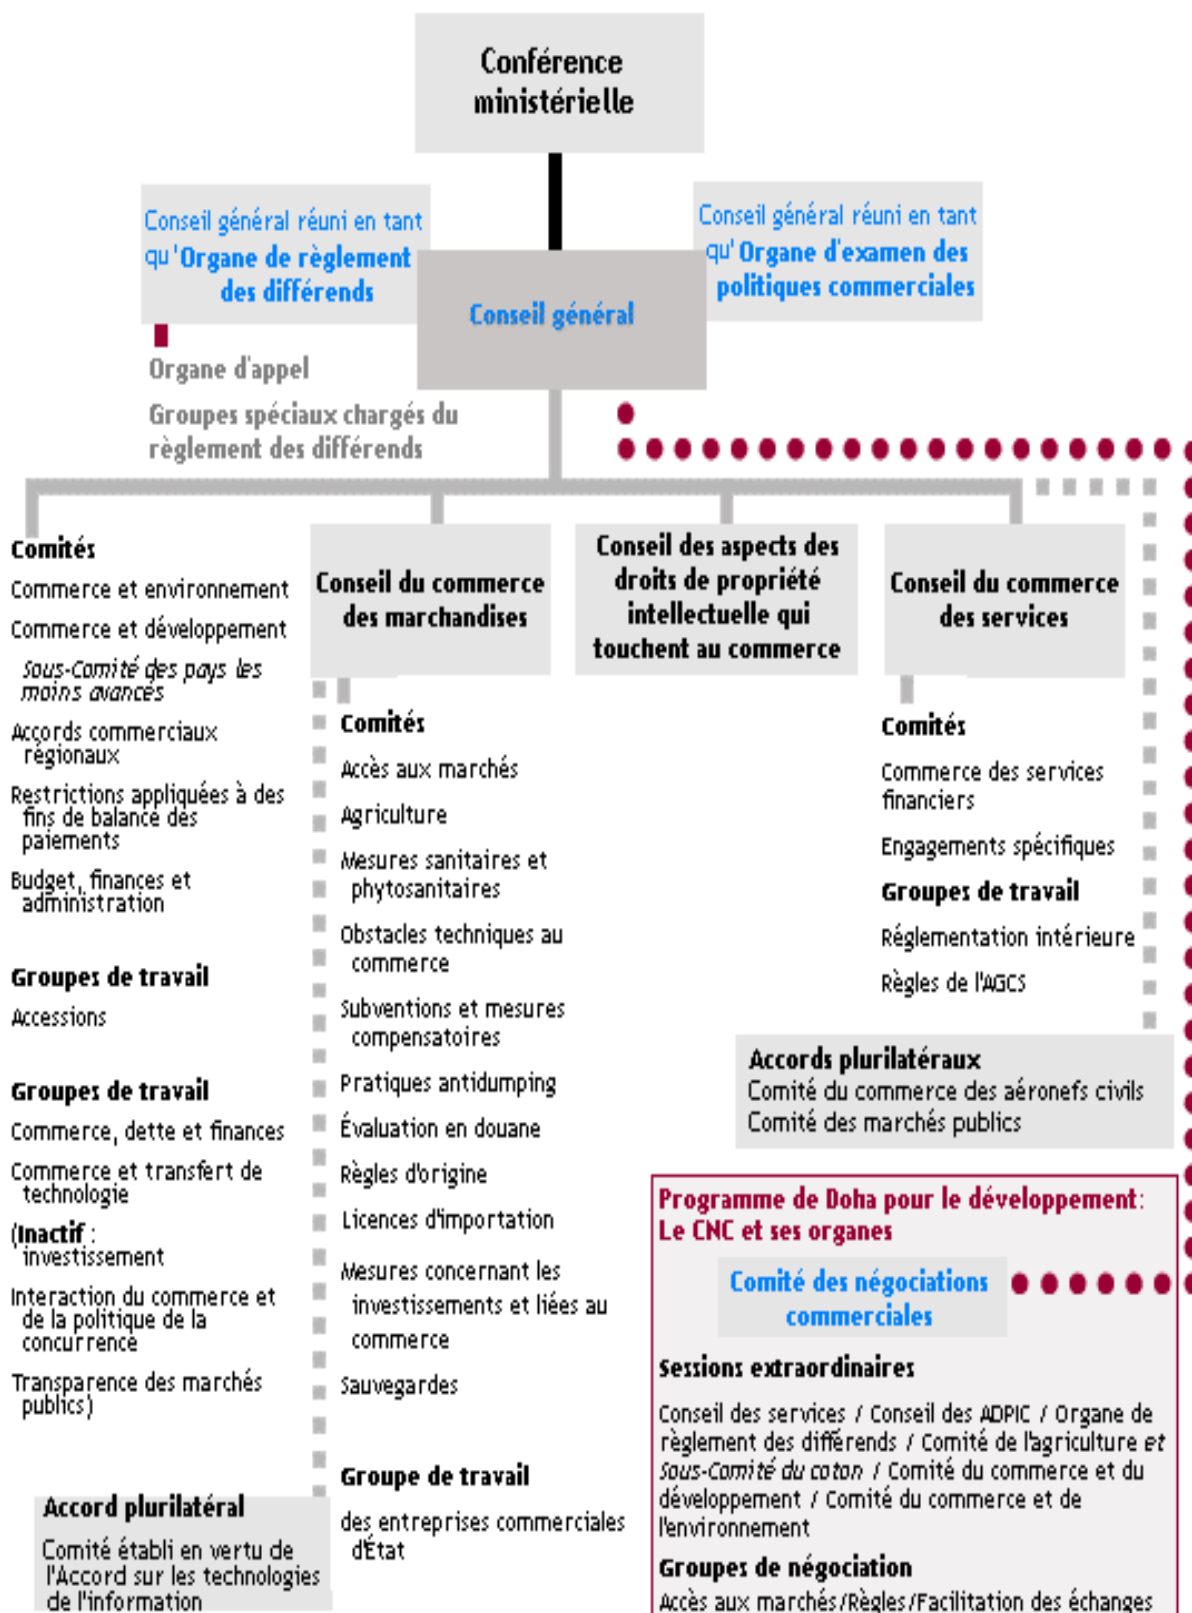 Conférence
ministérielle
Conseil général réuni en tant
qu'Organe de règlement
des différends
Conseil général réuni en tant
qu'Organe d'examen des
politiques commerciales
Conseil général
Organe d'appel
Groupes spéciaux chargés du
règlement des différends
Comités
Commerce et environnement
Commerce et développement
Sous-Comité des pays les
moins avancés
Accords commerciaux
régionaux
Restrictions appliquées à des
fins de balance des
paiements
Budget, finances et
administration
Groupes de travail
Accessions
Groupes de travail
Commerce, dette et finances
Commerce et transfert de
technologie
(Inactif :
investissement
Interaction du commerce et
de la politique de la
concurrence
Transparence des marchés
publics)
Accord plurilatéral
Comité établi en vertu de
l'Accord sur les technologies
de l'information
Conseil du commerce
des marchandises
Comités
Accès aux marchés
Agriculture
Mesures sanitaires et
phytosanitaires
Obstacles techniques au
commerce
Subventions et mesures
compensatoires
Pratiques antidumping
Évaluation en douane
Règles d'origine
Licences d'importation
Mesures concernant les
investissements et liées au
commerce
Sauvegardes
Groupe de travail
des entreprises commerciales
d'État
Conseil des aspects des
droits de propriété
intellectuelle qui
touchent au commerce
Conseil du commerce
des services
Comités
Commerce des services
financiers
Engagements spécifiques
Groupes de travail
Réglementation intérieure
Règles de l'AGCS
Accords plurilatéraux
Comité du commerce des aéronefs civils
Comité des marchés publics
Programme de Doha pour le développement:
Le CNC et ses organes
Comité des négociations
commerciales
Sessions extraordinaires
Conseil des services / Conseil des ADPIC / Organe de
règlement des différends / Comité de l'agriculture et
Sous-Comité du coton / Comité du commerce et du
développement / Comité du commerce et de
l'environnement
Groupes de négociation
Accès aux marchés/Règles/Facilitation des échanges